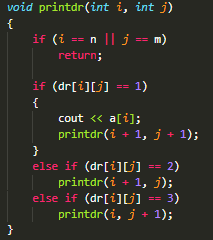 void printdr(int i, int j)
{
    if (i == n || j == m)
        return;

    if (dr[i][j] == 1)
    {
        cout << a[i];
        printdr(i + 1, j + 1);
    }
    else if (dr[i][j] == 2)
        printdr(i + 1, j);
    else if (dr[i][j] == 3)
        printdr(i, j + 1);
}